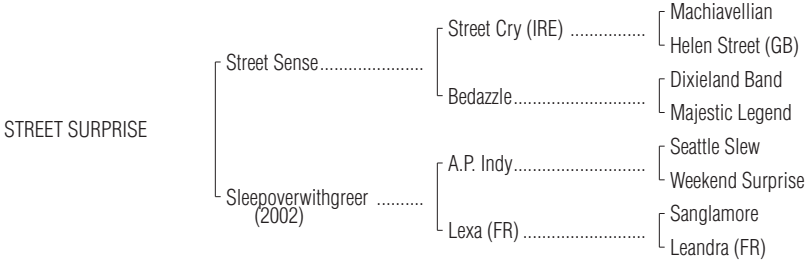 Machiavellian
Street Cry (IRE) ................
Helen Street (GB)
Street Sense......................
Dixieland Band
Bedazzle............................
Majestic Legend
STREET SURPRISE
Seattle Slew
A.P. Indy............................
Weekend Surprise
Sleepoverwithgreer ..........
(2002)
Sanglamore
Lexa (FR) ..........................
Leandra (FR)